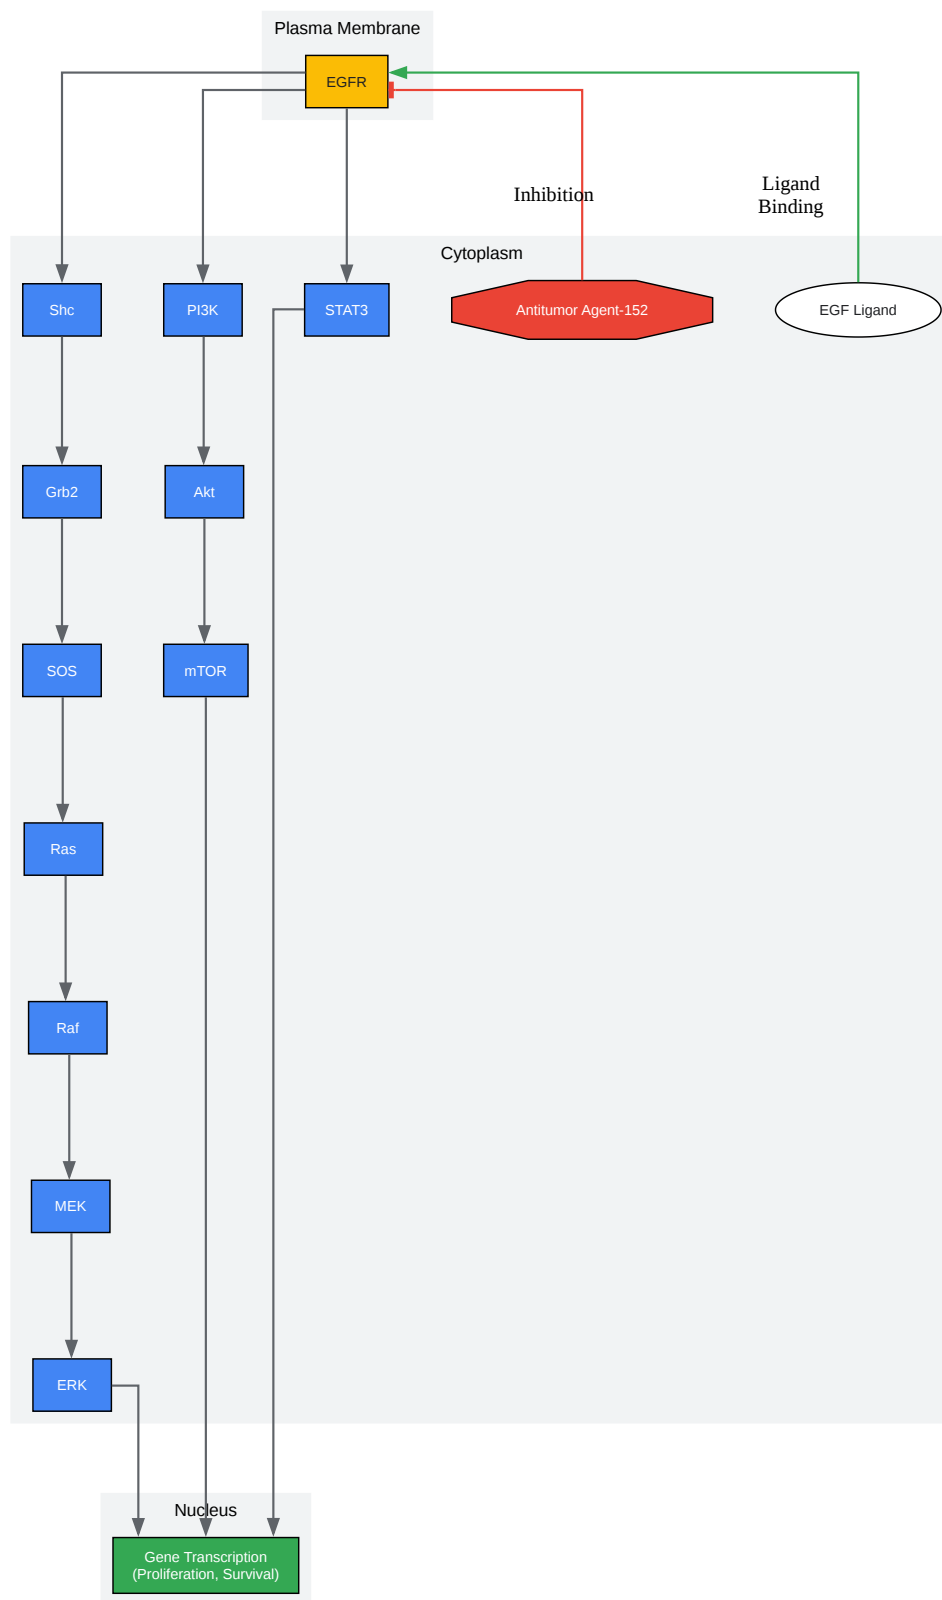 Plasma Membrane
EGFR
Inhibition
Ligand
Binding
Cytoplasm
Shc
PI3K
STAT3
Antitumor Agent-152
EGF Ligand
Grb2
Akt
SOS
mTOR
Ras
Raf
MEK
ERK
Nucleus
Gene Transcription
(Proliferation, Survival)